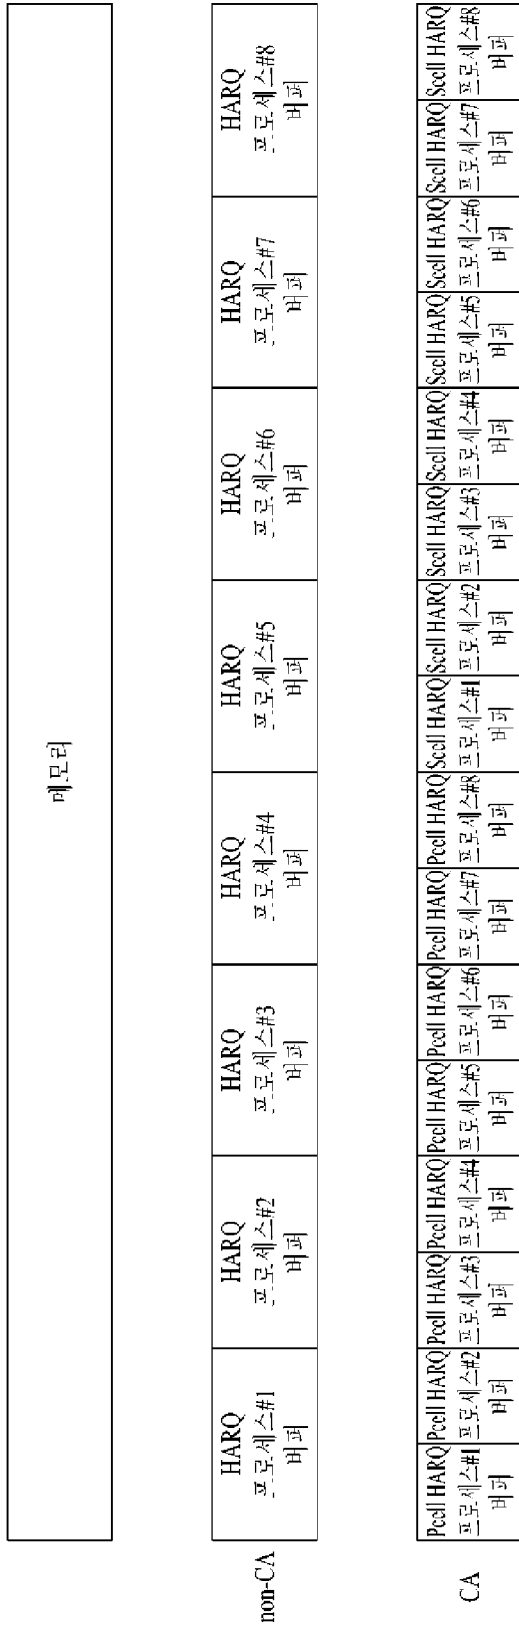 메모리
non-CA
HARQ
프로세스#1
버퍼
HARQ
프로세스#2
버퍼
HARQ
프로세스#3
버퍼
HARQ
프로세스#4
버퍼
HARQ
프로세스#5
버퍼
HARQ
프로세스#6
버퍼
HARQ
프로세스#7
버퍼
HARQ
프로세스#8
버퍼
CA
Pcell HARQ
프로세스#1
버퍼
Pcell HARQ
프로세스#2
버퍼
Pcell HARQ
프로세스#3
버퍼
Pcell HARQ
프로세스#4
버퍼
Pcell HARQ
프로세스#5
버퍼
Pcell HARQ
프로세스#6
버퍼
Pcell HARQ
프로세스#7
버퍼
Pcell HARQ
프로세스#8
버퍼
Scell HARQ
프로세스#1
버퍼
Scell HARQ
프로세스#2
버퍼
Scell HARQ
프로세스#3
버퍼
Scell HARQ
프로세스#4
버퍼
Scell HARQ
프로세스#5
버퍼
Scell HARQ
프로세스#6
버퍼
Scell HARQ
프로세스#7
버퍼
Scell HARQ
프로세스#8
버퍼